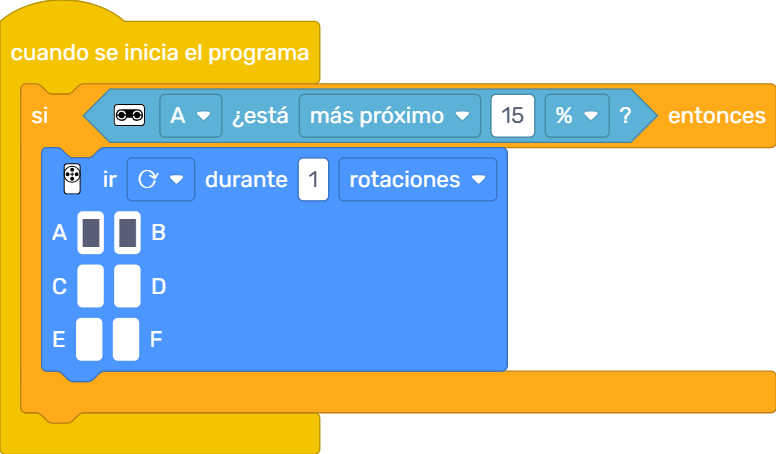 cuando se inicia el programa
si A ¿está más próximo 15 % ? entonces
ir durante 1 rotaciones
A B
C D
E F